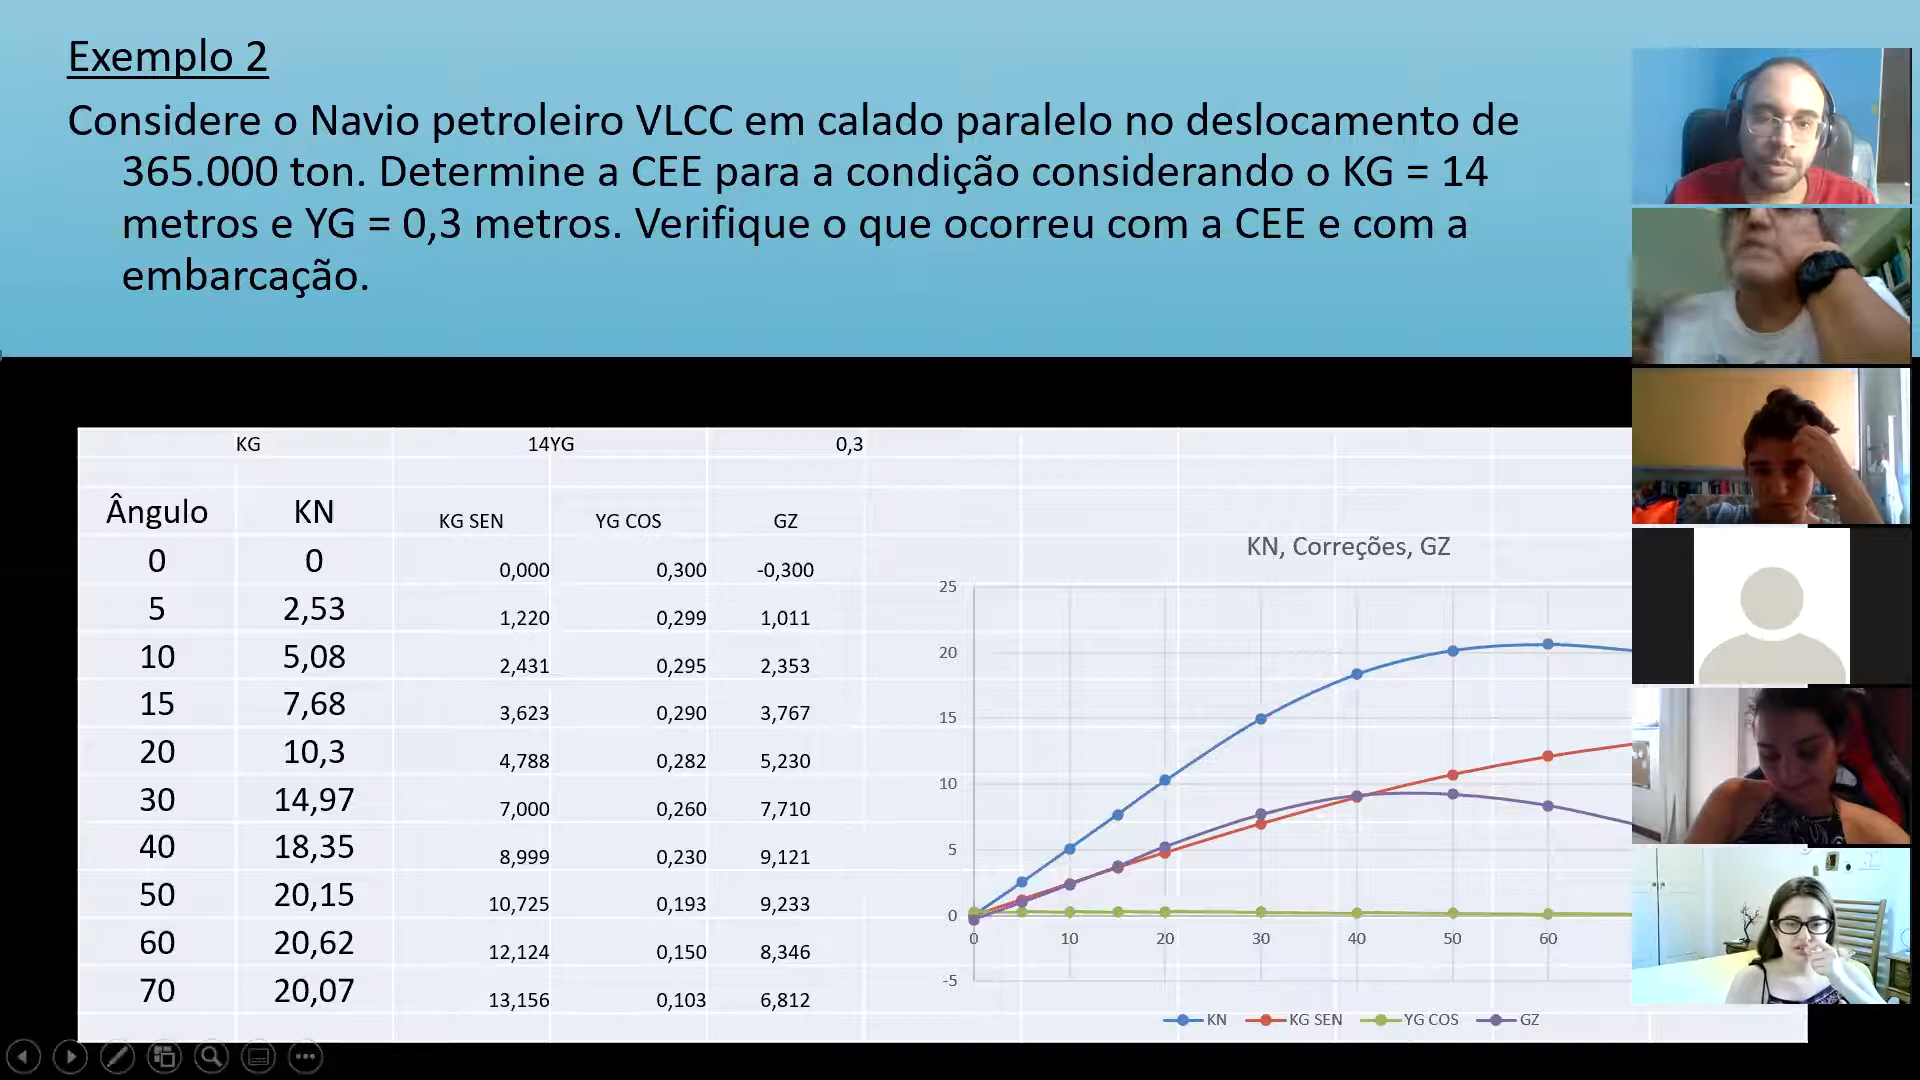 Exemplo 2
Considere o Navio petroleiro VLCC em calado paralelo no deslocamento de
365.000 ton. Determine a CEE para a condição considerando o KG = 14
metros e YG = 0,3 metros. Verifique o que ocorreu com a CEE e com a
embarcação.
KG 14 YG 0,3
Ângulo KN KG SEN YG COS GZ
0 0 0,000 0,300 -0,300
5 2,53 1,220 0,299 1,011
10 5,08 2,431 0,295 2,353
15 7,68 3,623 0,290 3,767
20 10,3 4,788 0,282 5,230
30 14,97 7,000 0,260 7,710
40 18,35 8,999 0,230 9,121
50 20,15 10,725 0,193 9,233
60 20,62 12,124 0,150 8,346
70 20,07 13,156 0,103 6,812
KN, Correções, GZ
25
20
15
10
5
0
-5
0 10 20 30 40 50 60
KN KG SEN YG COS GZ